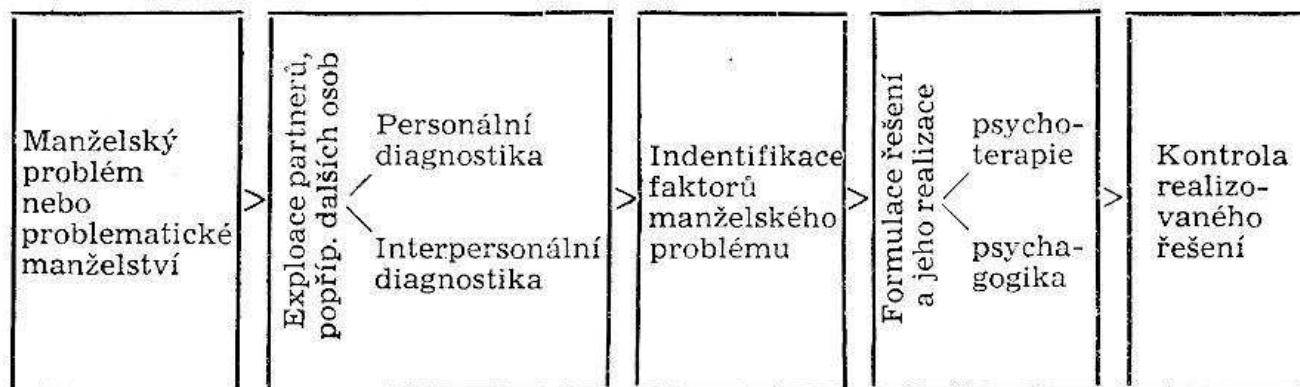 Manželský
problém
nebo
problematické
manželství
>
Exploace partnerů,
popříp. dalších osob
Personální
diagnostika
Interpersonální
diagnostika
>
Indentifikace
faktorů
manželského
problému
>
Formulace řešení
a jeho realizace
psycho-
terapie
psycha-
gogika
>
Kontrola
realizo-
vaného
řešení